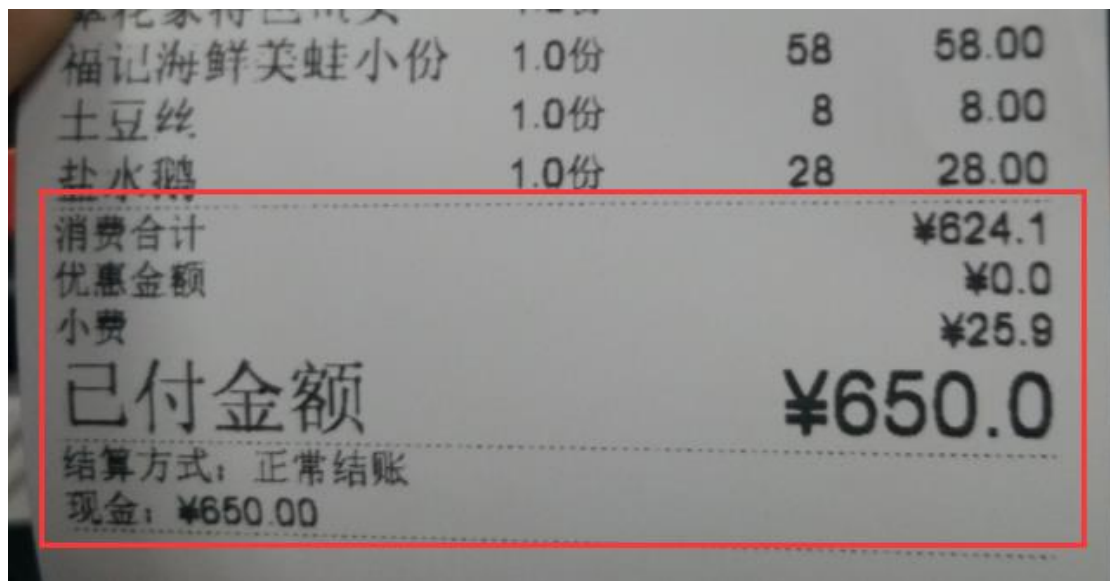 福记海鲜美蛙小份 1.0份 58 58.00
土豆丝 1.0份 8 8.00
盐水鹅 1.0份 28 28.00
消费合计 ¥624.1
优惠金额 ¥0.0
小费 ¥25.9
已付金额 ¥650.0
结算方式：正常结账
现金：¥650.00